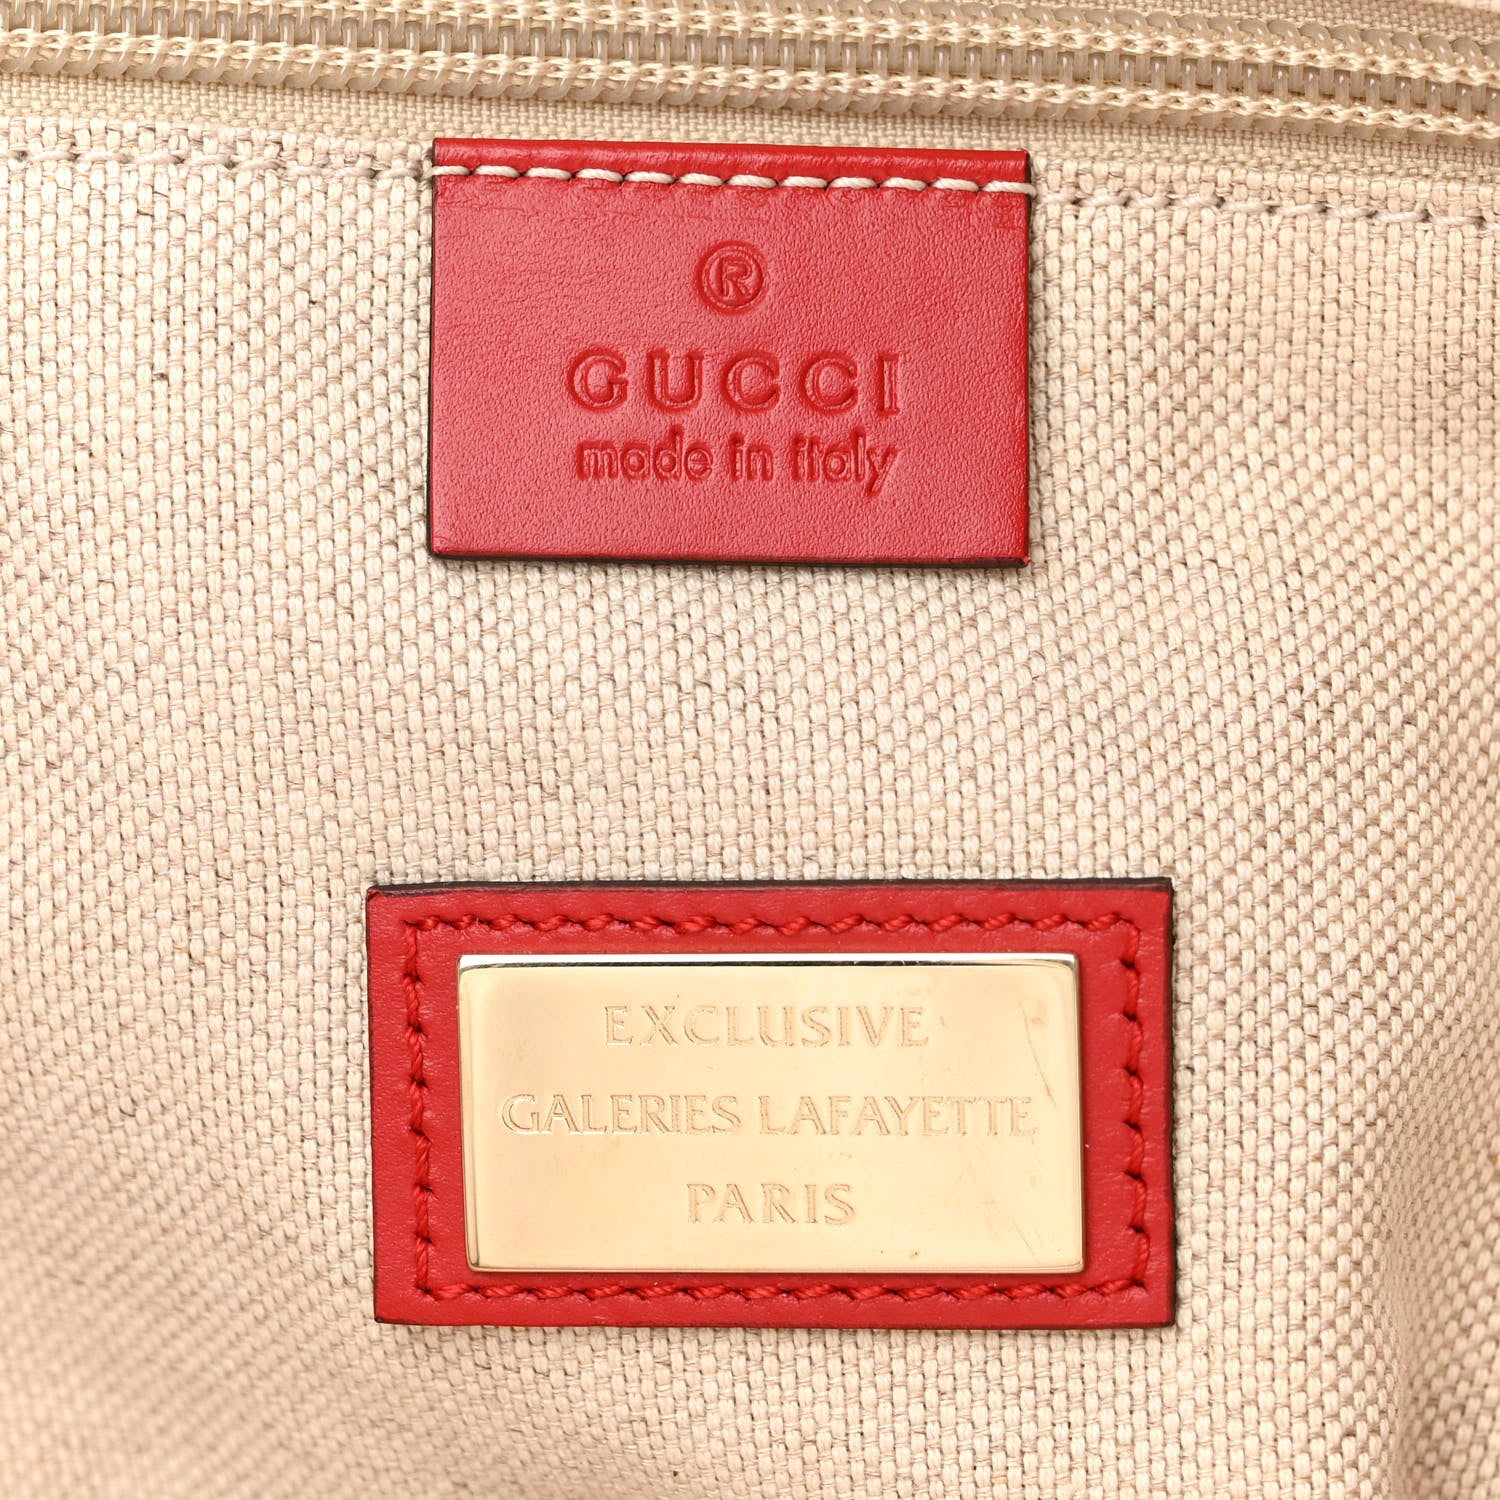 ®
GUCCI
made in italy
EXCLUSIVE
GALERIES LAFAYETTE
PARIS